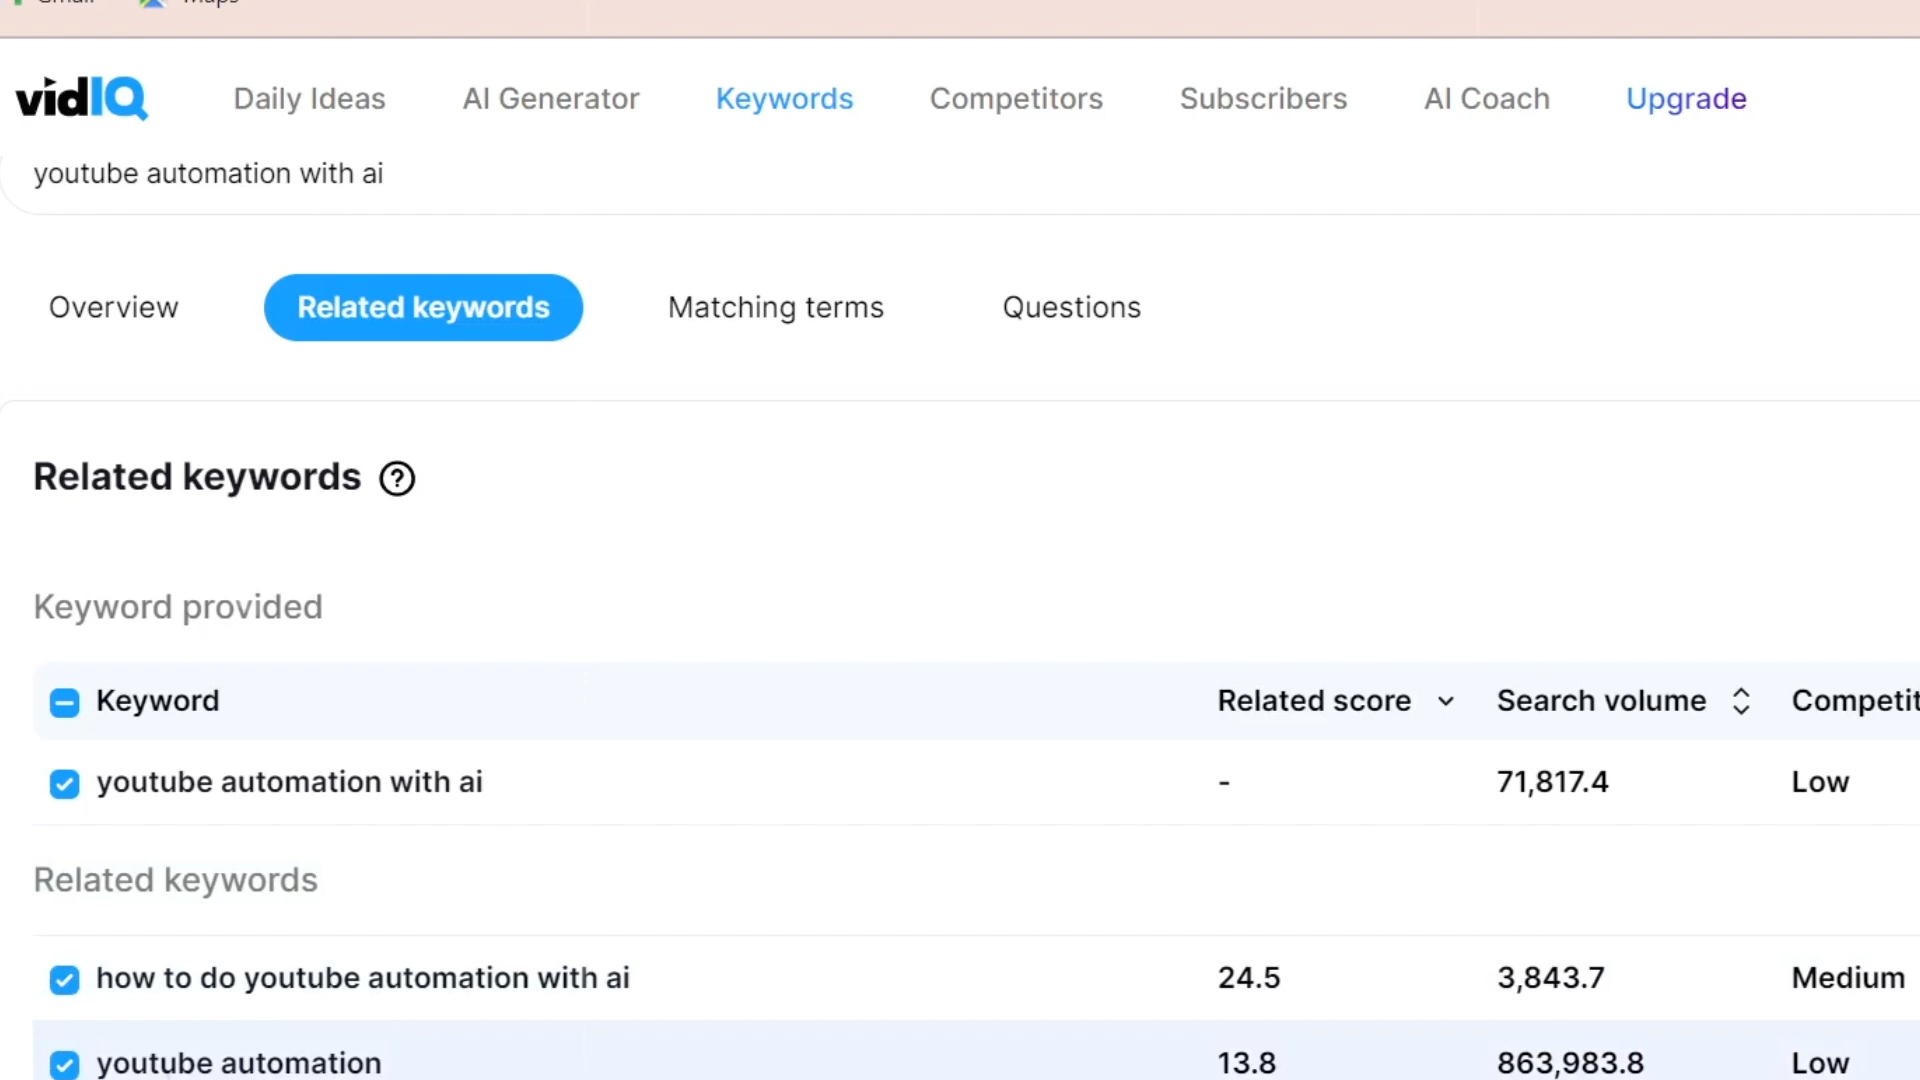 Gmail Maps
vidIQ Daily Ideas AI Generator Keywords Competitors Subscribers AI Coach Upgrade
youtube automation with ai
Overview Related keywords Matching terms Questions
Related keywords ?
Keyword provided
Keyword Related score Search volume Competit
youtube automation with ai - 71,817.4 Low
Related keywords
how to do youtube automation with ai 24.5 3,843.7 Medium
youtube automation 13.8 863,983.8 Low